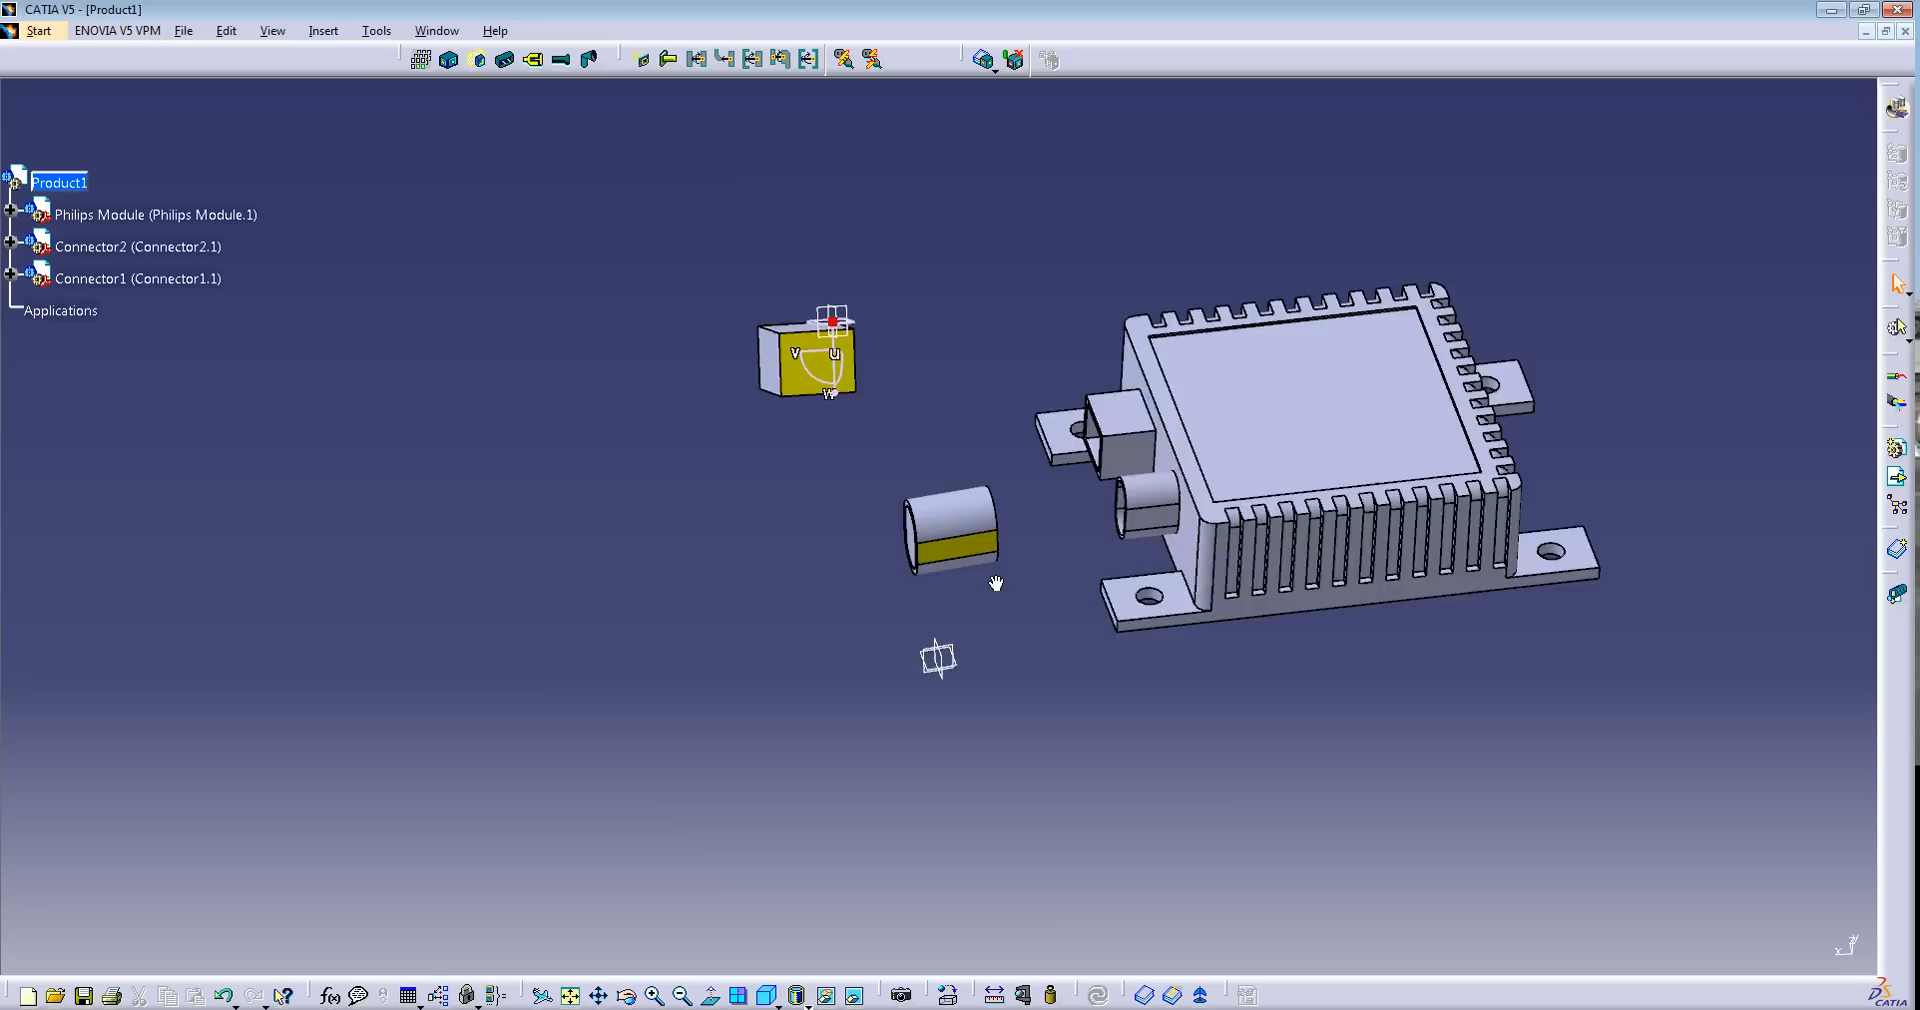 CATIA V5 - [Product1]
Start ENOVIA V5 VPM File Edit View Insert Tools Window Help
Product1
Philips Module (Philips Module.1)
Connector2 (Connector2.1)
Connector1 (Connector1.1)
Applications
v u
w
x y
f(x)
DS CATIA